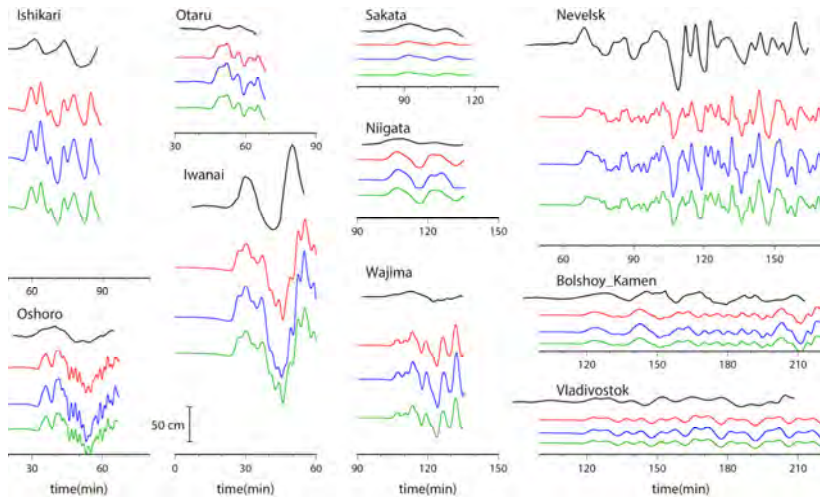 Ishikari
Otaru
Sakata
Nevelsk
30 90
90 120
Niigata
Iwanai
60 90
90 120 150
60 90 120 150
Oshoro
Wajima
Bolshoy_Kamen
120 150 180 210
50 cm
Vladivostok
30 60
0 30 60
90 120 150
120 150 180 210
time(min) time(min) time(min) time(min)